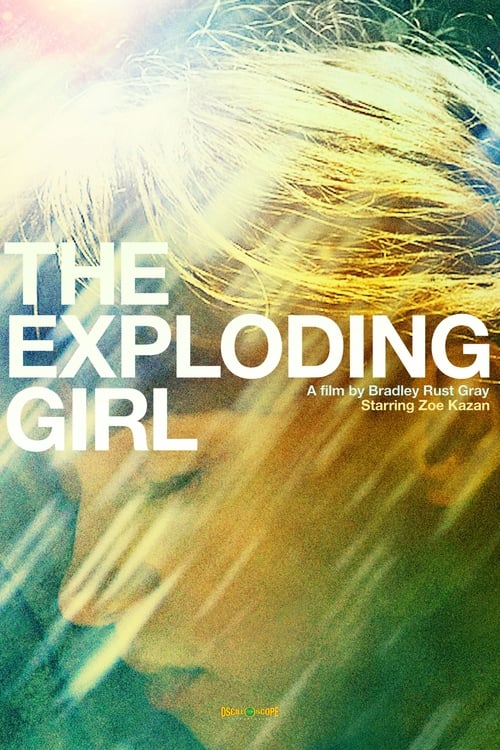 THE
EXPLODING
GIRL
A film by Bradley Rust Gray
Starring Zoe Kazan
OSCILLOSCOPE